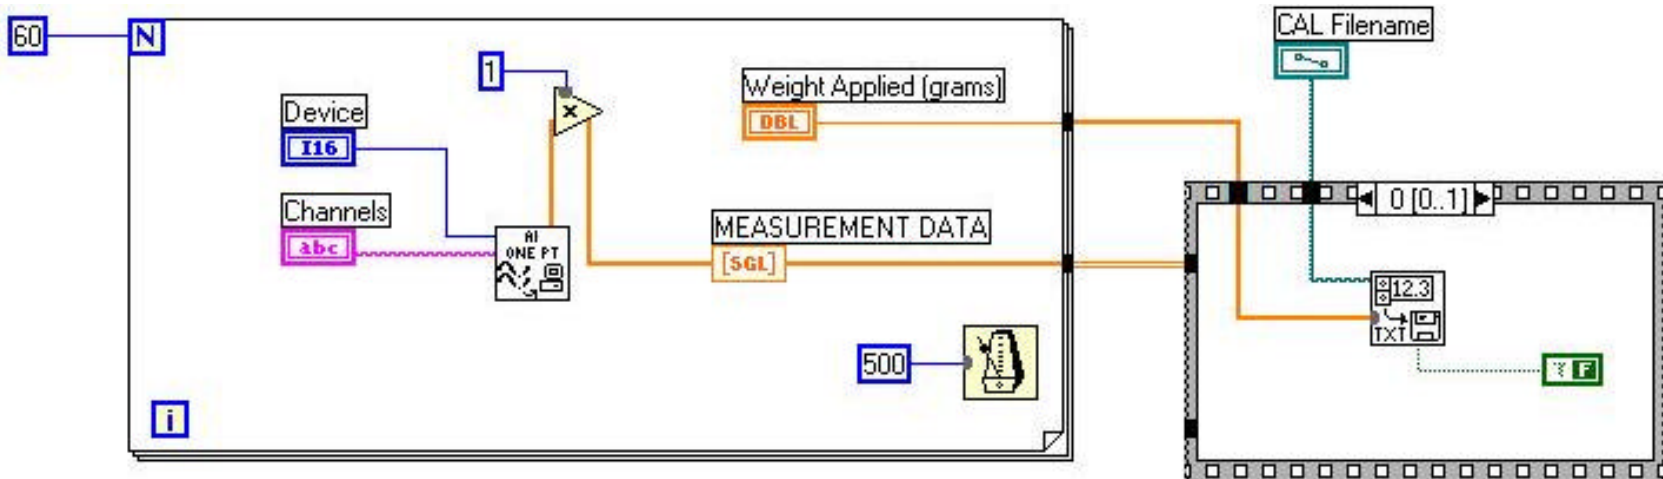 60
N
CAL Filename
1
Device
I16
x
Weight Applied (grams)
DBL
Channels
abc
AI
ONE PT
MEASUREMENT DATA
[SGL]
0 [0..1]
12.3
TXT
500
F
i